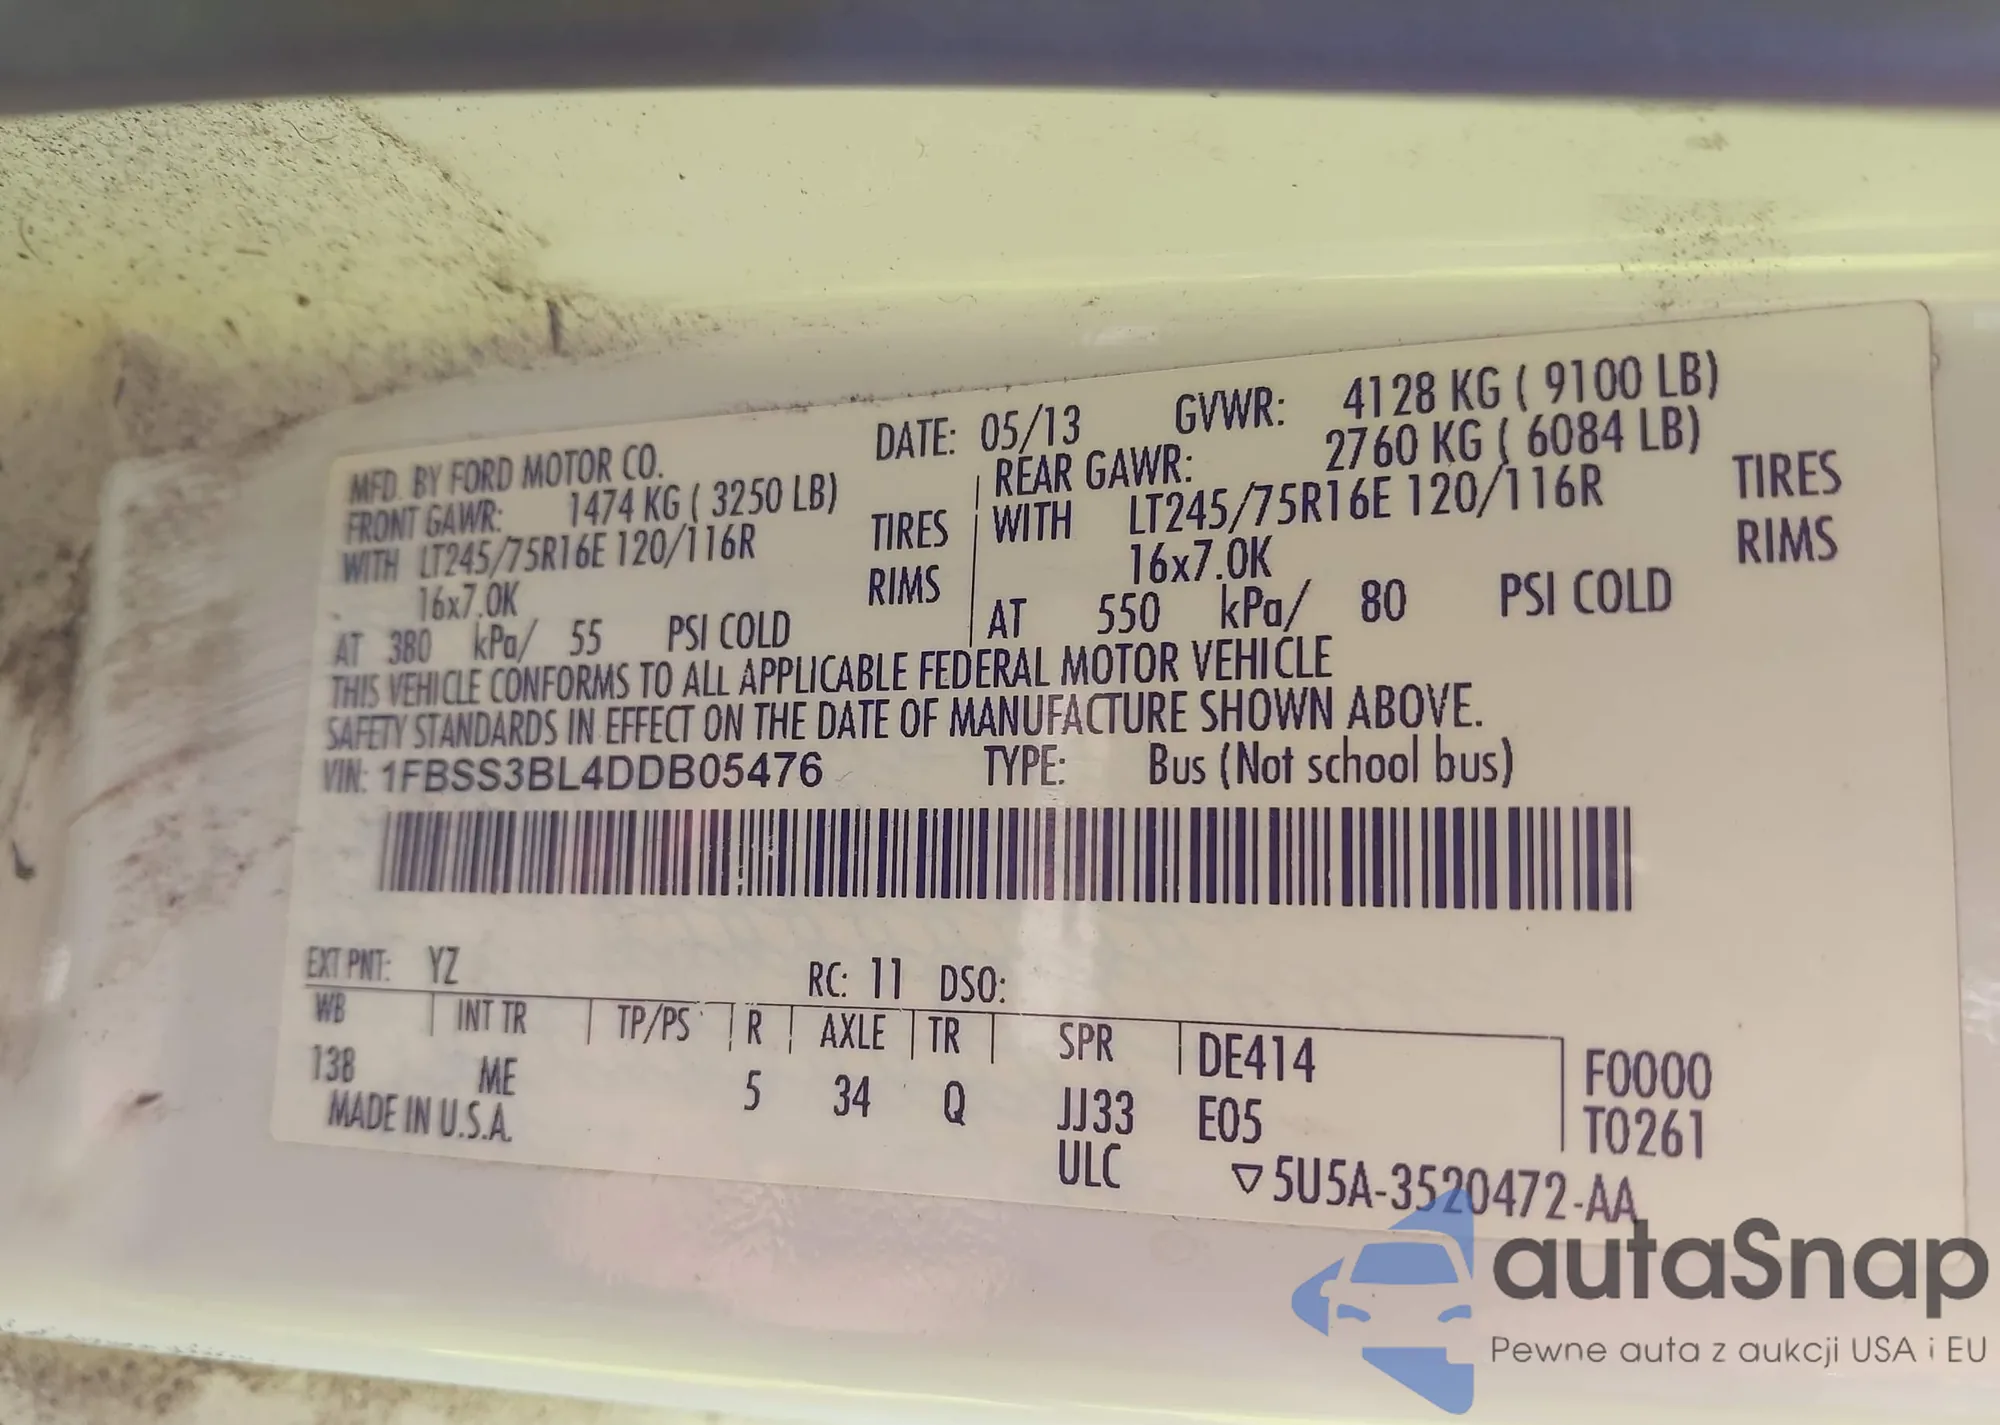 MFD. BY FORD MOTOR CO. DATE: 05/13 GVWR: 4128 KG ( 9100 LB)
FRONT GAWR: 1474 KG ( 3250 LB) REAR GAWR: 2760 KG ( 6084 LB)
WITH LT245/75R16E 120/116R TIRES WITH LT245/75R16E 120/116R TIRES
16x7.0K RIMS 16x7.0K RIMS
AT 380 kPa/ 55 PSI COLD AT 550 kPa/ 80 PSI COLD
THIS VEHICLE CONFORMS TO ALL APPLICABLE FEDERAL MOTOR VEHICLE
SAFETY STANDARDS IN EFFECT ON THE DATE OF MANUFACTURE SHOWN ABOVE.
VIN: 1FBSS3BL4DDB05476 TYPE: Bus (Not school bus)
EXT PNT: YZ RC: 11 DSO:
WB INT TR TP/PS R AXLE TR SPR DE414 F0000
138 ME 5 34 Q JJ33 E05 T0261
MADE IN U.S.A. ULC ▽5U5A-3520472-AA
autaSnap
Pewne auta z aukcji USA i EU